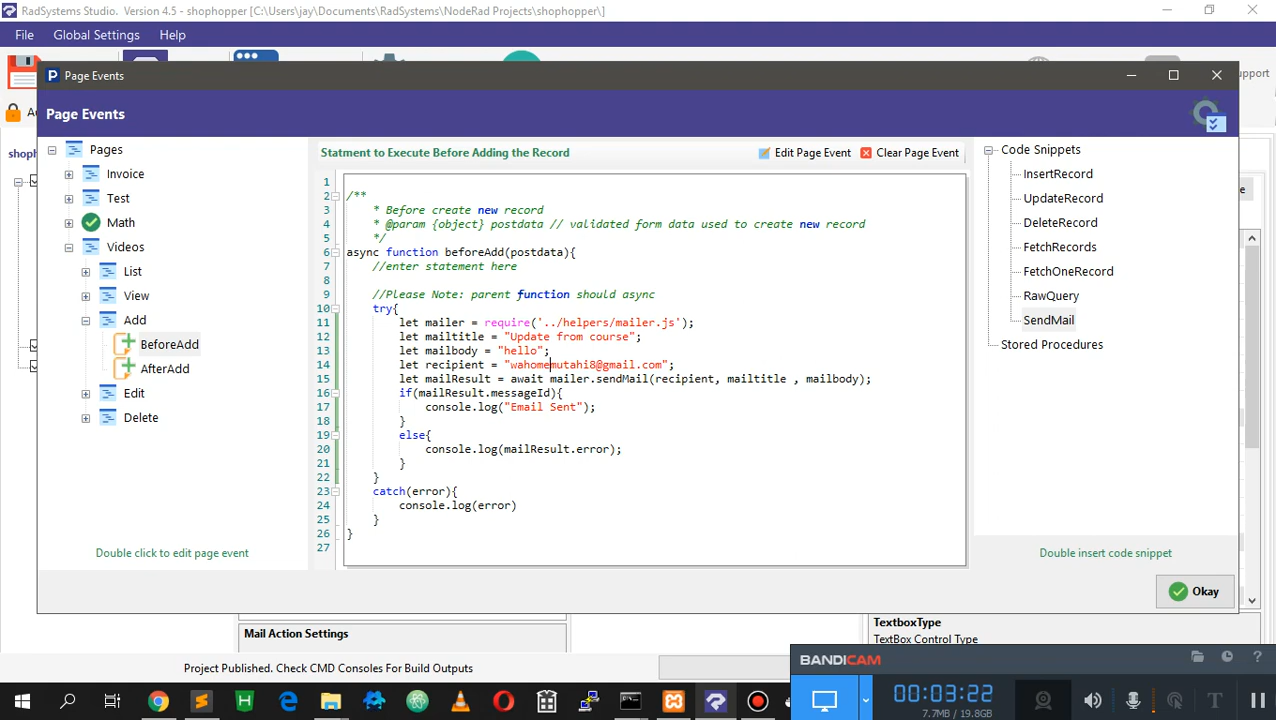 RadSystems Studio. Version 4.5 - shophopper [C:\Users\jay\Documents\RadSystems\NodeRad Projects\shophopper\]
File Global Settings Help
Page Events
upport
Page Events
shop
Pages
Invoice
Test
Math
Videos
List
View
Add
BeforeAdd
AfterAdd
Edit
Delete
Double click to edit page event
Statment to Execute Before Adding the Record
Edit Page Event
Clear Page Event
1
2 /**
3 * Before create new record
4 * @param {object} postdata // validated form data used to create new record
5 */
6 async function beforeAdd(postdata){
7 //enter statement here
8
9 //Please Note: parent function should async
10 try{
11 let mailer = require('../helpers/mailer.js');
12 let mailtitle = "Update from course";
13 let mailbody = "hello";
14 let recipient = "wahomemutahi8@gmail.com";
15 let mailResult = await mailer.sendMail(recipient, mailtitle , mailbody);
16 if(mailResult.messageId){
17 console.log("Email Sent");
18 }
19 else{
20 console.log(mailResult.error);
21 }
22 }
23 catch(error){
24 console.log(error)
25 }
26 }
27
Code Snippets
InsertRecord
UpdateRecord
DeleteRecord
FetchRecords
FetchOneRecord
RawQuery
SendMail
Stored Procedures
Double insert code snippet
Okay
Mail Action Settings
TextboxType
TextBox Control Type
Project Published. Check CMD Consoles For Build Outputs
BANDICAM
00:03:22
7.7MB / 19.8GB